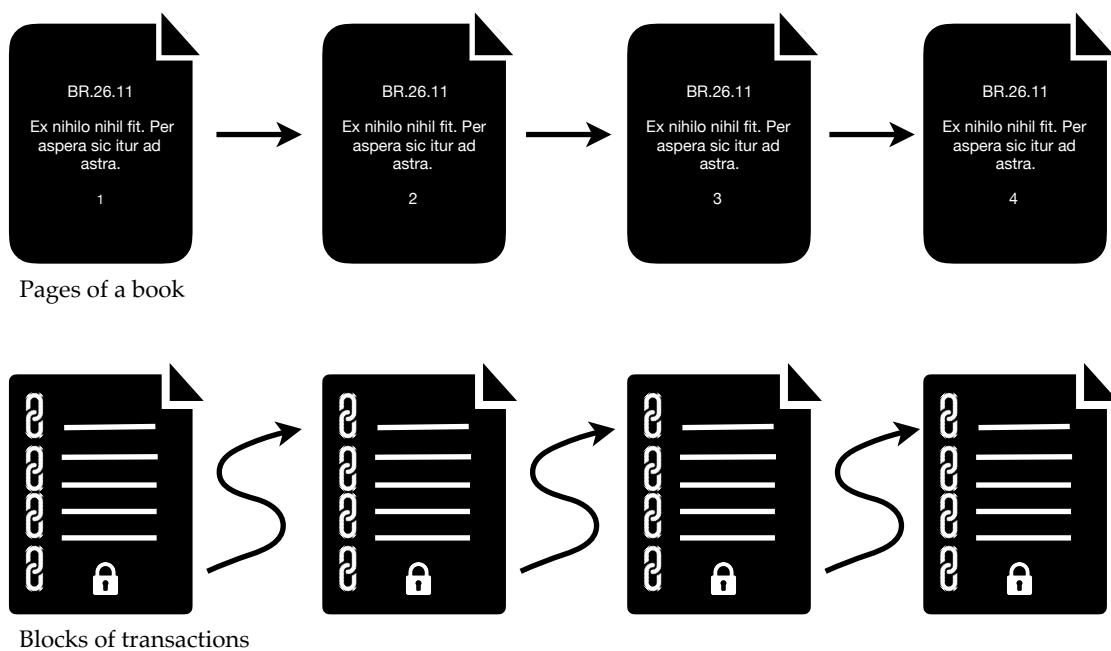 BR.26.11
Ex nihilo nihil fit. Per
aspera sic itur ad
astra.
1
BR.26.11
Ex nihilo nihil fit. Per
aspera sic itur ad
astra.
2
BR.26.11
Ex nihilo nihil fit. Per
aspera sic itur ad
astra.
3
BR.26.11
Ex nihilo nihil fit. Per
aspera sic itur ad
astra.
4
Pages of a book
Blocks of transactions